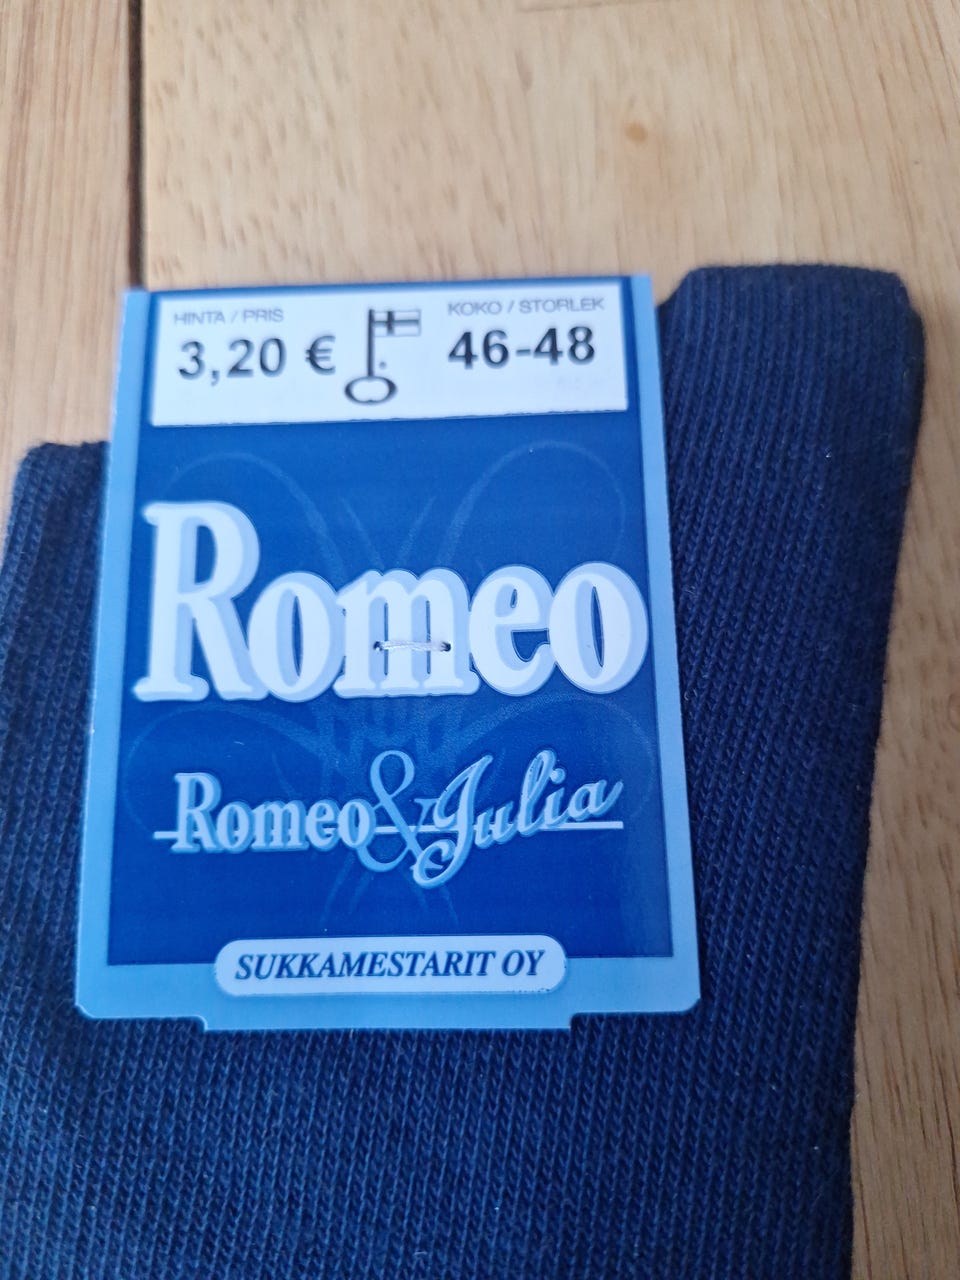 HINTA / PRIS
KOKO / STORLEK
3,20 €
46-48
Romeo
Romeo & Julia
SUKKAMESTARIT OY